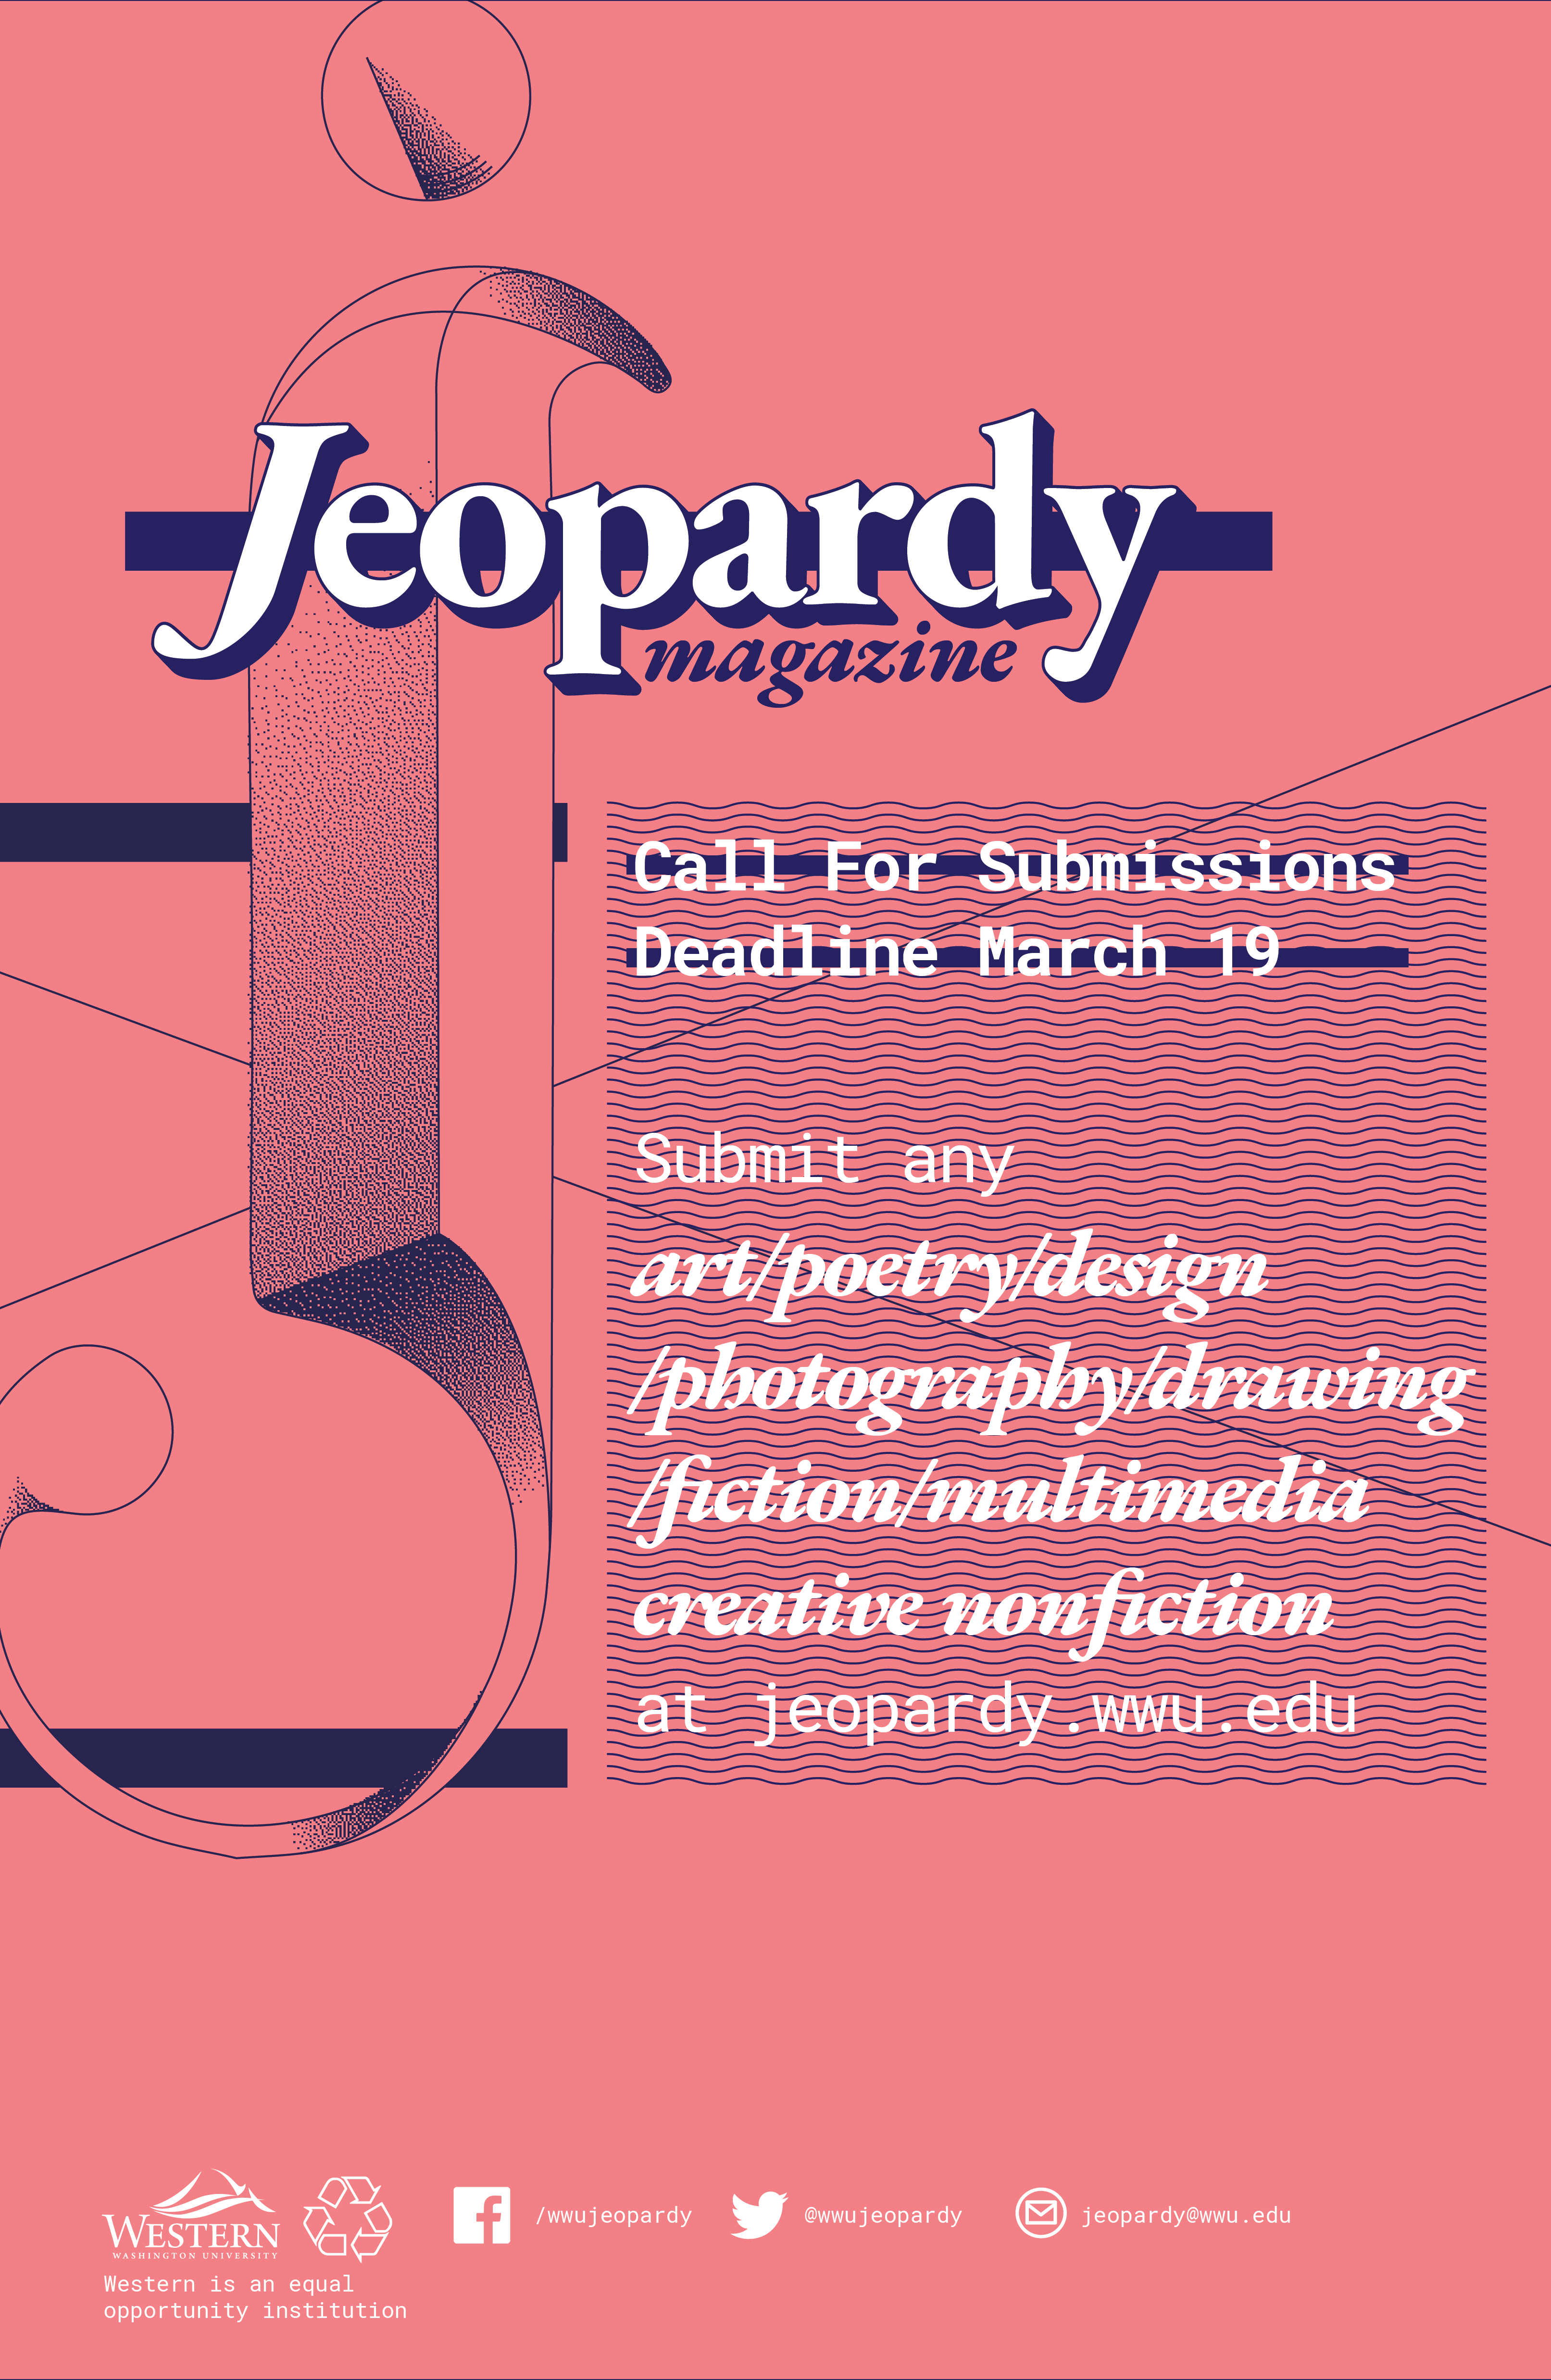 Jeopardy
magazine
Call For Submissions
Deadline March 19
Submit any
art/poetry/design
/photography/drawing
/fiction/multimedia
creative nonfiction
at jeopardy.wwu.edu
WESTERN
WASHINGTON UNIVERSITY
/wwujeopardy
@wwujeopardy
jeopardy@wwu.edu
Western is an equal
opportunity institution